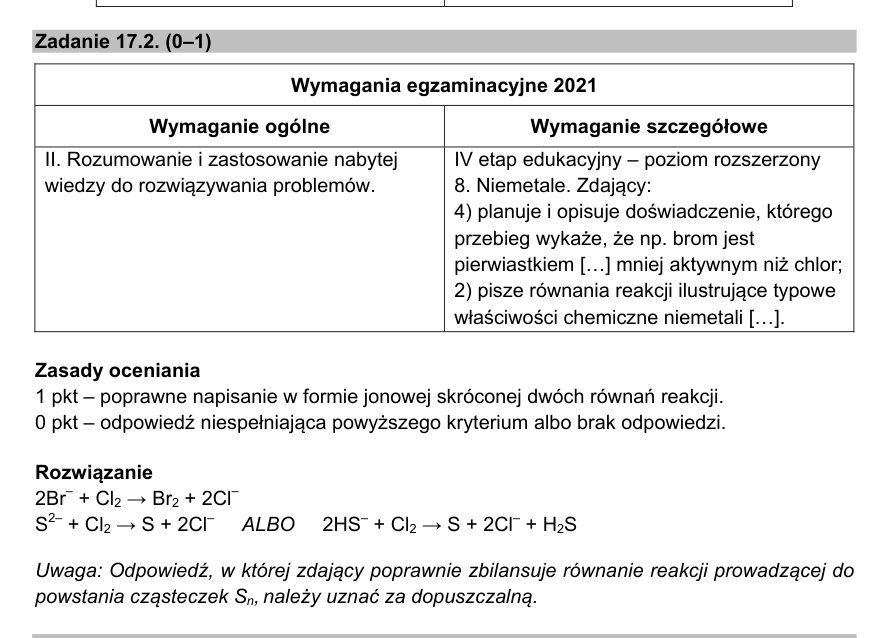 Zadanie 17.2. (0–1)
Wymagania egzaminacyjne 2021
Wymaganie ogólne
Wymaganie szczegółowe
II. Rozumowanie i zastosowanie nabytej
wiedzy do rozwiązywania problemów.
IV etap edukacyjny – poziom rozszerzony
8. Niemetale. Zdający:
4) planuje i opisuje doświadczenie, którego
przebieg wykaże, że np. brom jest
pierwiastkiem […] mniej aktywnym niż chlor;
2) pisze równania reakcji ilustrujące typowe
właściwości chemiczne niemetali […].
Zasady oceniania
1 pkt – poprawne napisanie w formie jonowej skróconej dwóch równań reakcji.
0 pkt – odpowiedź niespełniająca powyższego kryterium albo brak odpowiedzi.
Rozwiązanie
2Br⁻ + Cl₂ → Br₂ + 2Cl⁻
S²⁻ + Cl₂ → S + 2Cl⁻ ALBO 2HS⁻ + Cl₂ → S + 2Cl⁻ + H₂S
Uwaga: Odpowiedź, w której zdający poprawnie zbilansuje równanie reakcji prowadzącej do
powstania cząsteczek Sₙ, należy uznać za dopuszczalną.